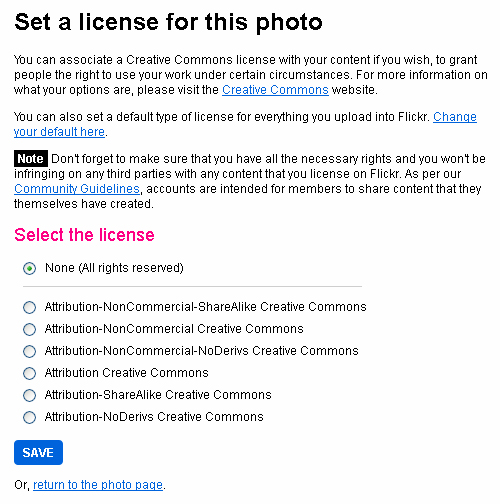 Set a license for this photo
You can associate a Creative Commons license with your content if you wish, to grant
people the right to use your work under certain circumstances. For more information on
what your options are, please visit the Creative Commons website.
You can also set a default type of license for everything you upload into Flickr. Change
your default here.
Note Don't forget to make sure that you have all the necessary rights and you won't be
infringing on any third parties with any content that you license on Flickr. As per our
Community Guidelines, accounts are intended for members to share content that they
themselves have created.
Select the license
None (All rights reserved)
Attribution-NonCommercial-ShareAlike Creative Commons
Attribution-NonCommercial Creative Commons
Attribution-NonCommercial-NoDerivs Creative Commons
Attribution Creative Commons
Attribution-ShareAlike Creative Commons
Attribution-NoDerivs Creative Commons
SAVE
Or, return to the photo page.